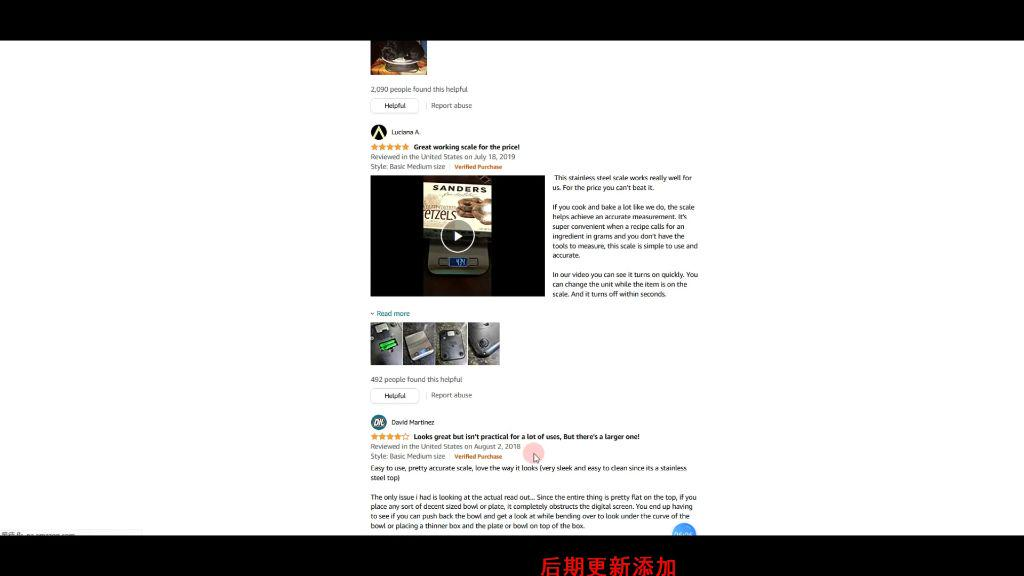 2,090 people found this helpful
Helpful
Report abuse
Luciana A.
Great working scale for the price!
Reviewed in the United States on July 18, 2019
Style: Basic Medium size
Verified Purchase
SANDERS
This stainless steel scale works really well for
us. For the price you can't beat it.
If you cook and bake a lot like we do, the scale
helps achieve an accurate measurement. It's
super convenient when a recipe calls for an
ingredient in grams and you don't have the
tools to measure, this scale is simple to use and
accurate.
In our video you can see it turns on quickly. You
can change the unit while the item is on the
scale. And it turns off within seconds.
Read more
492 people found this helpful
Helpful
Report abuse
David Martinez
Looks great but isn't practical for a lot of uses, But there's a larger one!
Reviewed in the United States on August 2, 2018
Style: Basic Medium size
Verified Purchase
Easy to use, pretty accurate scale, love the way it looks (very sleek and easy to clean since its a stainless
steel top)
The only issue i had is looking at the actual read out... Since the entire thing is pretty flat on the top, if you
place any sort of decent sized bowl or plate, it completely obstructs the digital screen. You end up having
to see if you can push back the bowl and get a look at while bending over to look under the curve of the
bowl or placing a thinner box and the plate or bowl on top of the box.
后期更新添加